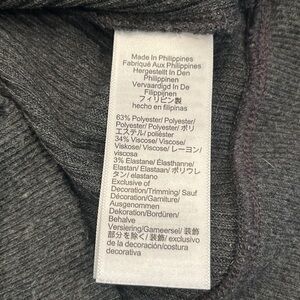 Made In Philippines
Fabriqué Aux Philippines
Hergestellt In Den
Philippinen
Vervaardigd In De
Filippijnen
フィリピン製
hecho en filipinas
63% Polyester/ Polyester/
Polyester/ Polyester/ ポリ
エステル/ poliéster
34% Viscose/ Viscose/
Viskose/ Viscose/ レーヨン/
viscosa
3% Elastane/ Élasthanne/
Elastan/ Elastaan/ ポリウレ
タン/ elastano
Exclusive of
Decoration/Trimming/ Sauf
Décoration/Garniture/
Ausgenommen
Dekoration/Bordüren/
Behalve
Versiering/Garneersel/ 装飾
部分を除く/ 装飾/ exclusivo
de la decoración/costura
decorativa